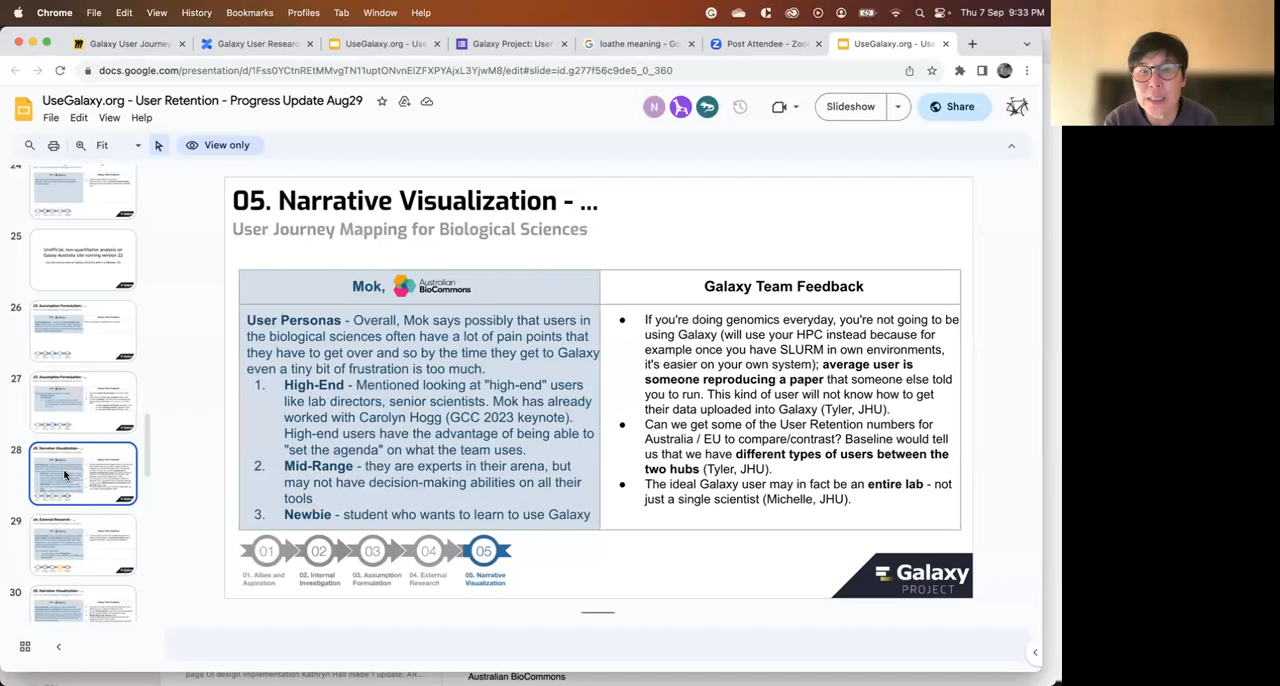 Chrome File Edit View History Bookmarks Profiles Tab Window Help
Thu 7 Sep 9:33 PM
Galaxy User Journey
Galaxy User Resear
UseGalaxy.org - Us
Galaxy Project: User
loathe meaning - Go
Post Attendee - Zoo
UseGalaxy.org - Use
docs.google.com/presentation/d/1Fss0YCtnREtMMvgTN11uptONvnEIZFXPYAjxL3YjwM8/edit#slide=id.g277f56c9de5_0_360
UseGalaxy.org - User Retention - Progress Update Aug29
File Edit View Help
N
Slideshow
Share
Fit
View only
24
25
Unofficial, non-quantitative analysis on
Galaxy Australia site running version 22
26
27
28
29
30
05. Narrative Visualization - ...
User Journey Mapping for Biological Sciences
Mok, Australian
BioCommons
Galaxy Team Feedback
User Personas - Overall, Mok says possibly that users in
the biological sciences often have a lot of pain points that
they have to get over and so by the time they get to Galaxy
even a tiny bit of frustration is too much.
1. High-End - Mentioned looking at "high-end" users
like lab directors, senior scientists. Mok has already
worked with Carolyn Hogg (GCC 2023 keynote).
High-end users have the advantage of being able to
"set the agenda" on what the team uses.
2. Mid-Range - they are experts in their arena, but
may not have decision-making abilities on all their
tools
3. Newbie - student who wants to learn to use Galaxy
● If you're doing genomics everyday, you're not going to be
using Galaxy (will use your HPC instead because for
example once you have SLURM in own environments,
it's easier on your own system); average user is
someone reproducing a paper that someone else told
you to run. This kind of user will not know how to get
their data uploaded into Galaxy (Tyler, JHU).
● Can we get some of the User Retention numbers for
Australia / EU to compare/contrast? Baseline would tell
us that we have different types of users between the
two hubs (Tyler, JHU).
● The ideal Galaxy user may in fact be an entire lab - not
just a single scientist (Michelle, JHU).
01 02 03 04 05
01. Allies and
Aspiration
02. Internal
Investigation
03. Assumption
Formulation
04. External
Research
05. Narrative
Visualization
Galaxy
PROJECT
page UI design implementation Kathryn Hall made 1 update. AR...
Australian BioCommons